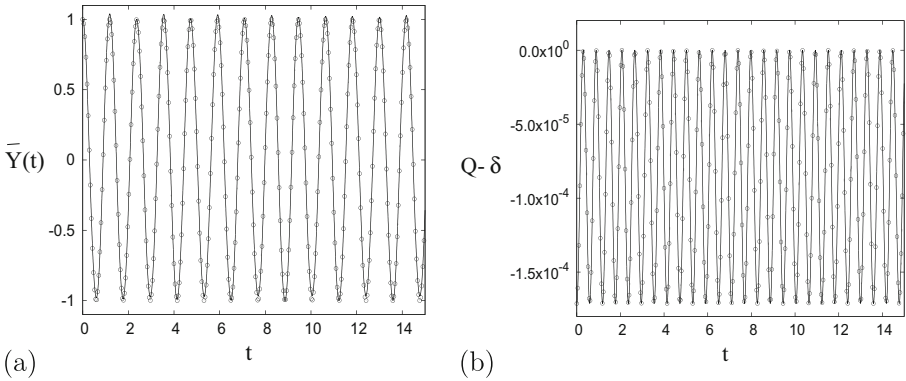 1
0.5
0
-0.5
-1
Y̅(t)
0 2 4 6 8 10 12 14
t
(a)
0.0x10⁰
-5.0x10⁻⁵
-1.0x10⁻⁴
-1.5x10⁻⁴
Q- δ
0 2 4 6 8 10 12 14
t
(b)